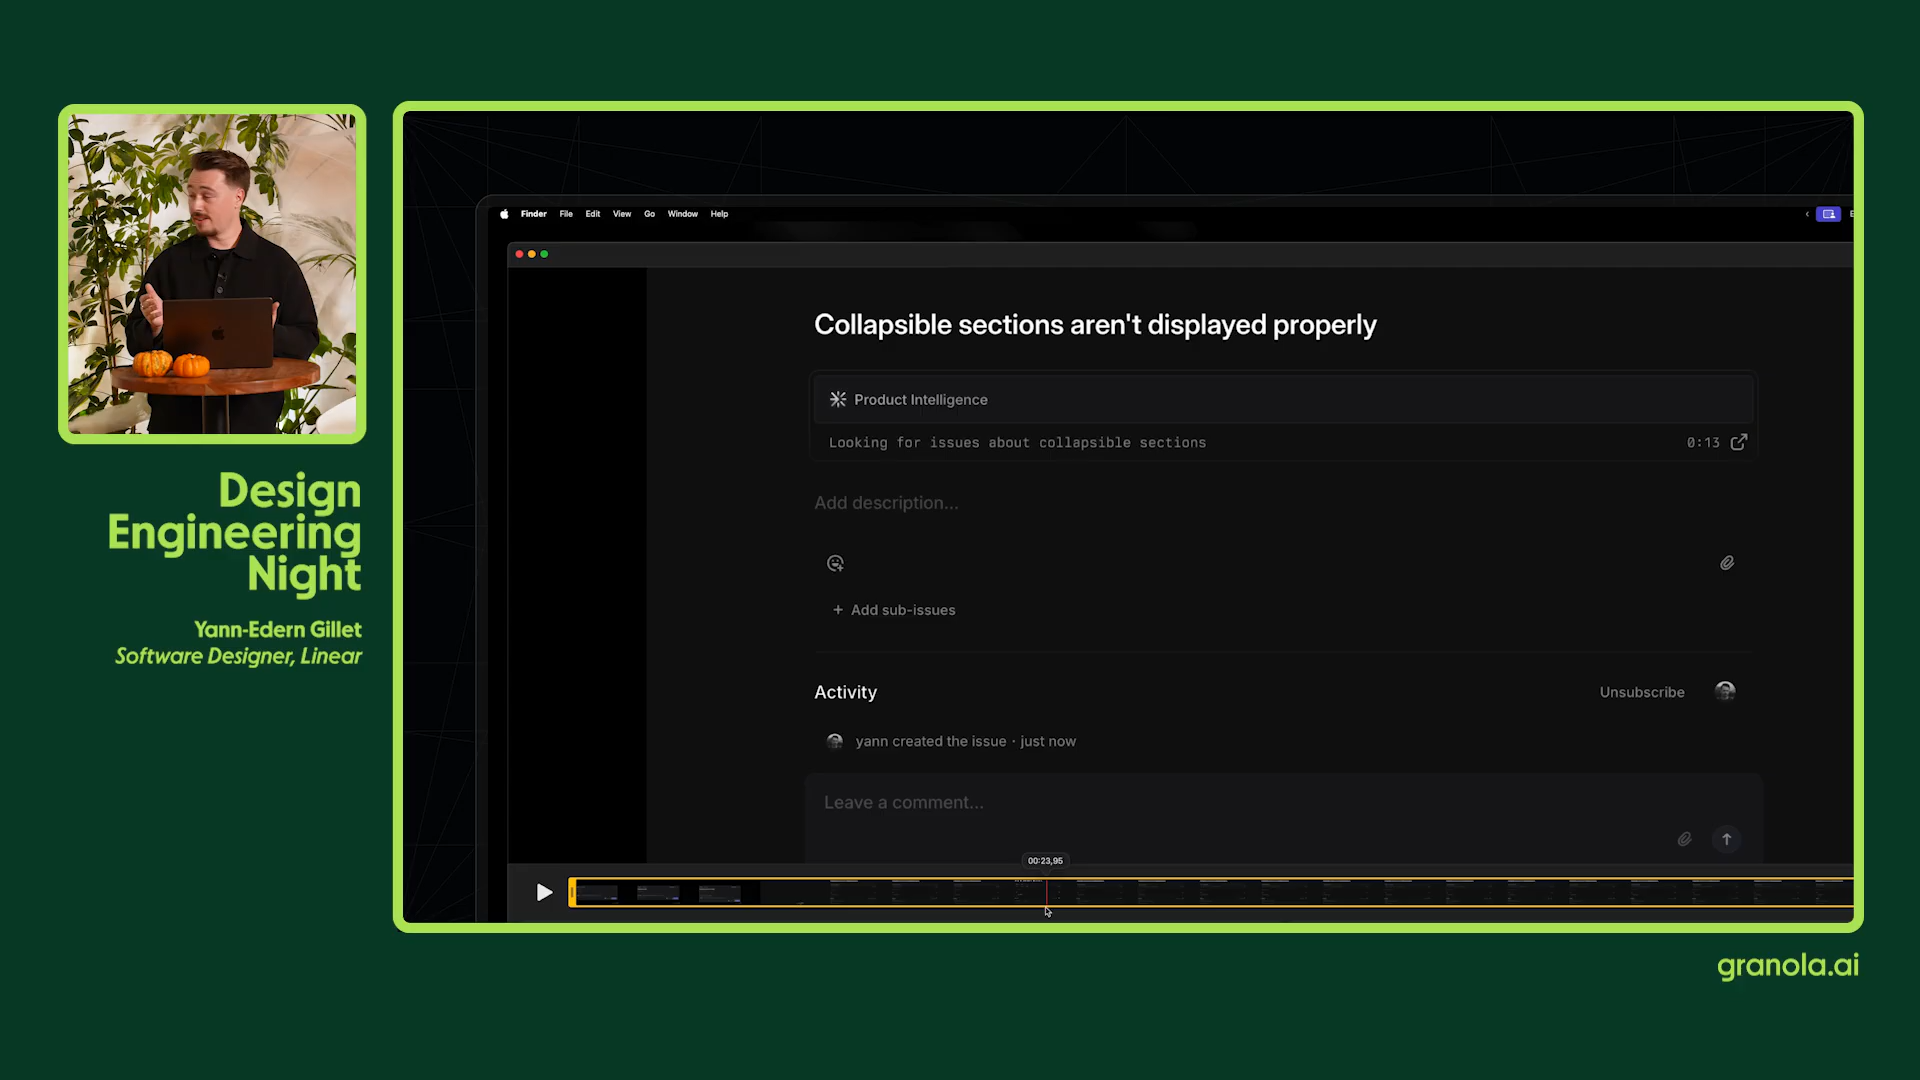 Design
Engineering
Night
Yann-Edern Gillet
Software Designer, Linear
Finder File Edit View Go Window Help
Collapsible sections aren't displayed properly
Product Intelligence
Looking for issues about collapsible sections 0:13
Add description...
+ Add sub-issues
Activity Unsubscribe
yann created the issue · just now
Leave a comment...
00:23,95
granola.ai